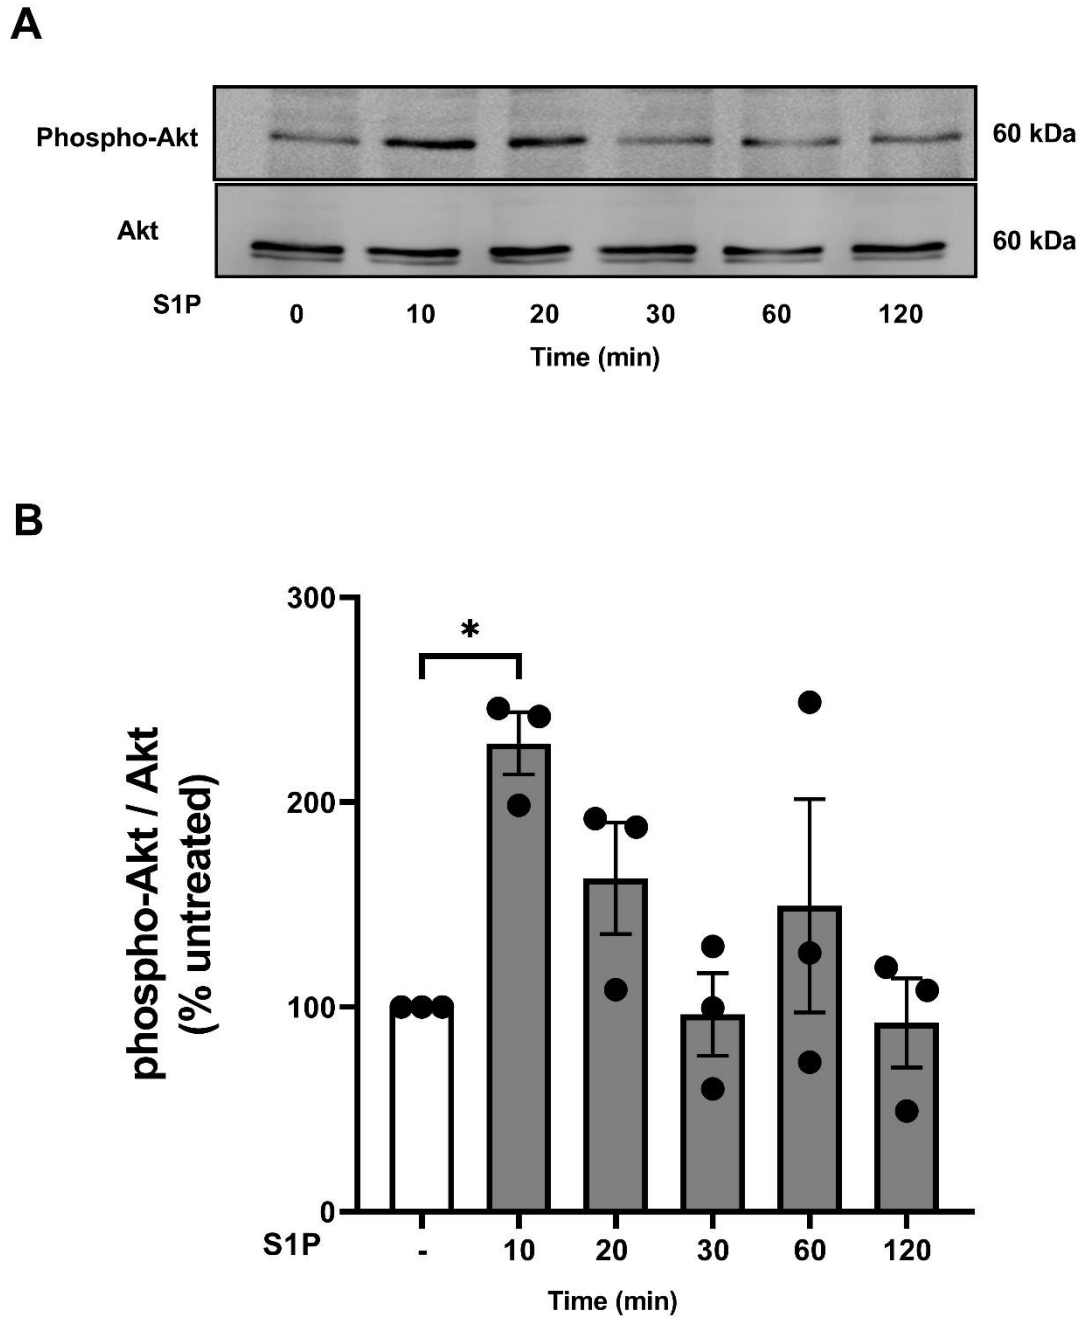 A
Phospho-Akt
60 kDa
Akt
60 kDa
S1P 0 10 20 30 60 120
Time (min)
B
phospho-Akt / Akt
(% untreated)
300
*
200
100
0
S1P - 10 20 30 60 120
Time (min)